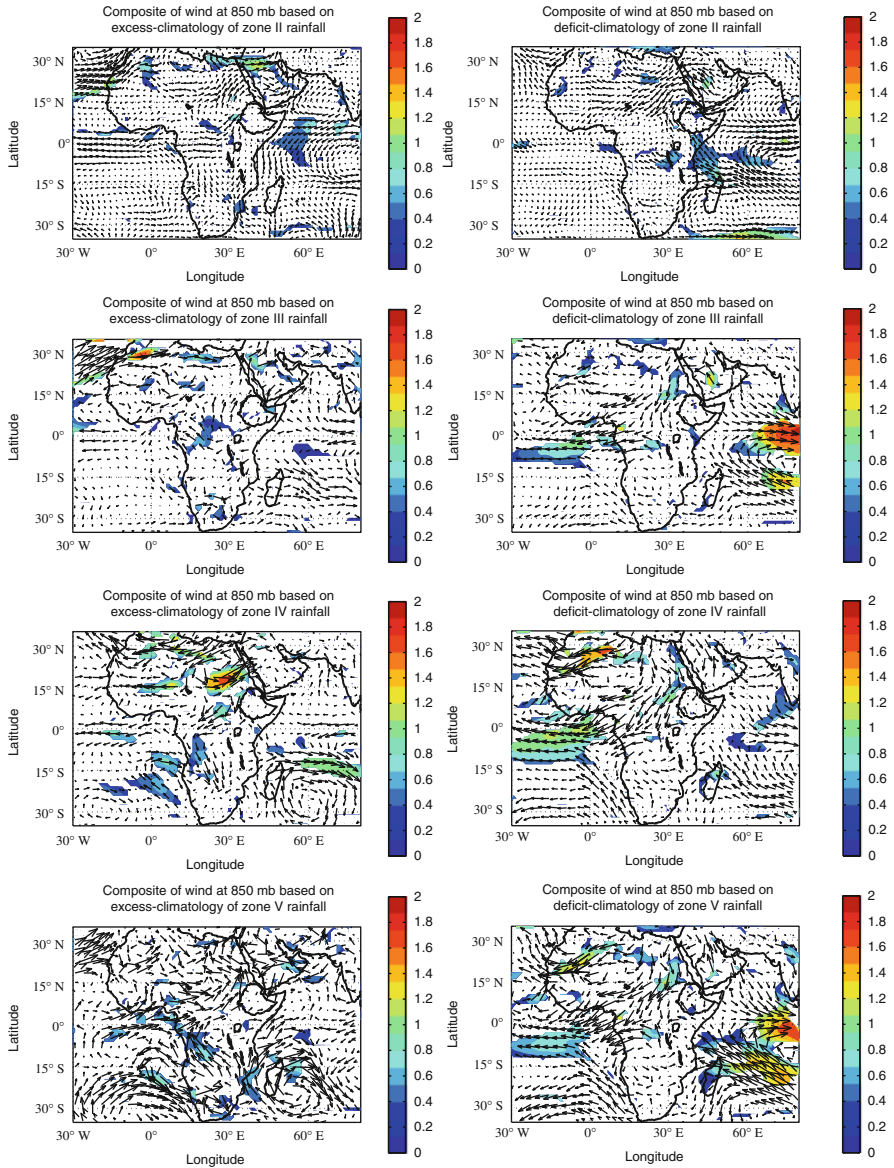 Composite of wind at 850 mb based on
excess-climatology of zone II rainfall
30° N
15° N
0°
15° S
30° S
Latitude
30° W
0°
30° E
60° E
Longitude
2
1.8
1.6
1.4
1.2
1
0.8
0.6
0.4
0.2
0
Composite of wind at 850 mb based on
deficit-climatology of zone II rainfall
30° N
15° N
0°
15° S
30° S
Latitude
30° W
0°
30° E
60° E
Longitude
2
1.8
1.6
1.4
1.2
1
0.8
0.6
0.4
0.2
0
Composite of wind at 850 mb based on
excess-climatology of zone III rainfall
30° N
15° N
0°
15° S
30° S
Latitude
30° W
0°
30° E
60° E
Longitude
2
1.8
1.6
1.4
1.2
1
0.8
0.6
0.4
0.2
0
Composite of wind at 850 mb based on
deficit-climatology of zone III rainfall
30° N
15° N
0°
15° S
30° S
Latitude
30° W
0°
30° E
60° E
Longitude
2
1.8
1.6
1.4
1.2
1
0.8
0.6
0.4
0.2
0
Composite of wind at 850 mb based on
excess-climatology of zone IV rainfall
30° N
15° N
0°
15° S
30° S
Latitude
30° W
0°
30° E
60° E
Longitude
2
1.8
1.6
1.4
1.2
1
0.8
0.6
0.4
0.2
0
Composite of wind at 850 mb based on
deficit-climatology of zone IV rainfall
30° N
15° N
0°
15° S
30° S
Latitude
30° W
0°
30° E
60° E
Longitude
2
1.8
1.6
1.4
1.2
1
0.8
0.6
0.4
0.2
0
Composite of wind at 850 mb based on
excess-climatology of zone V rainfall
30° N
15° N
0°
15° S
30° S
Latitude
30° W
0°
30° E
60° E
Longitude
2
1.8
1.6
1.4
1.2
1
0.8
0.6
0.4
0.2
0
Composite of wind at 850 mb based on
deficit-climatology of zone V rainfall
30° N
15° N
0°
15° S
30° S
Latitude
30° W
0°
30° E
60° E
Longitude
2
1.8
1.6
1.4
1.2
1
0.8
0.6
0.4
0.2
0